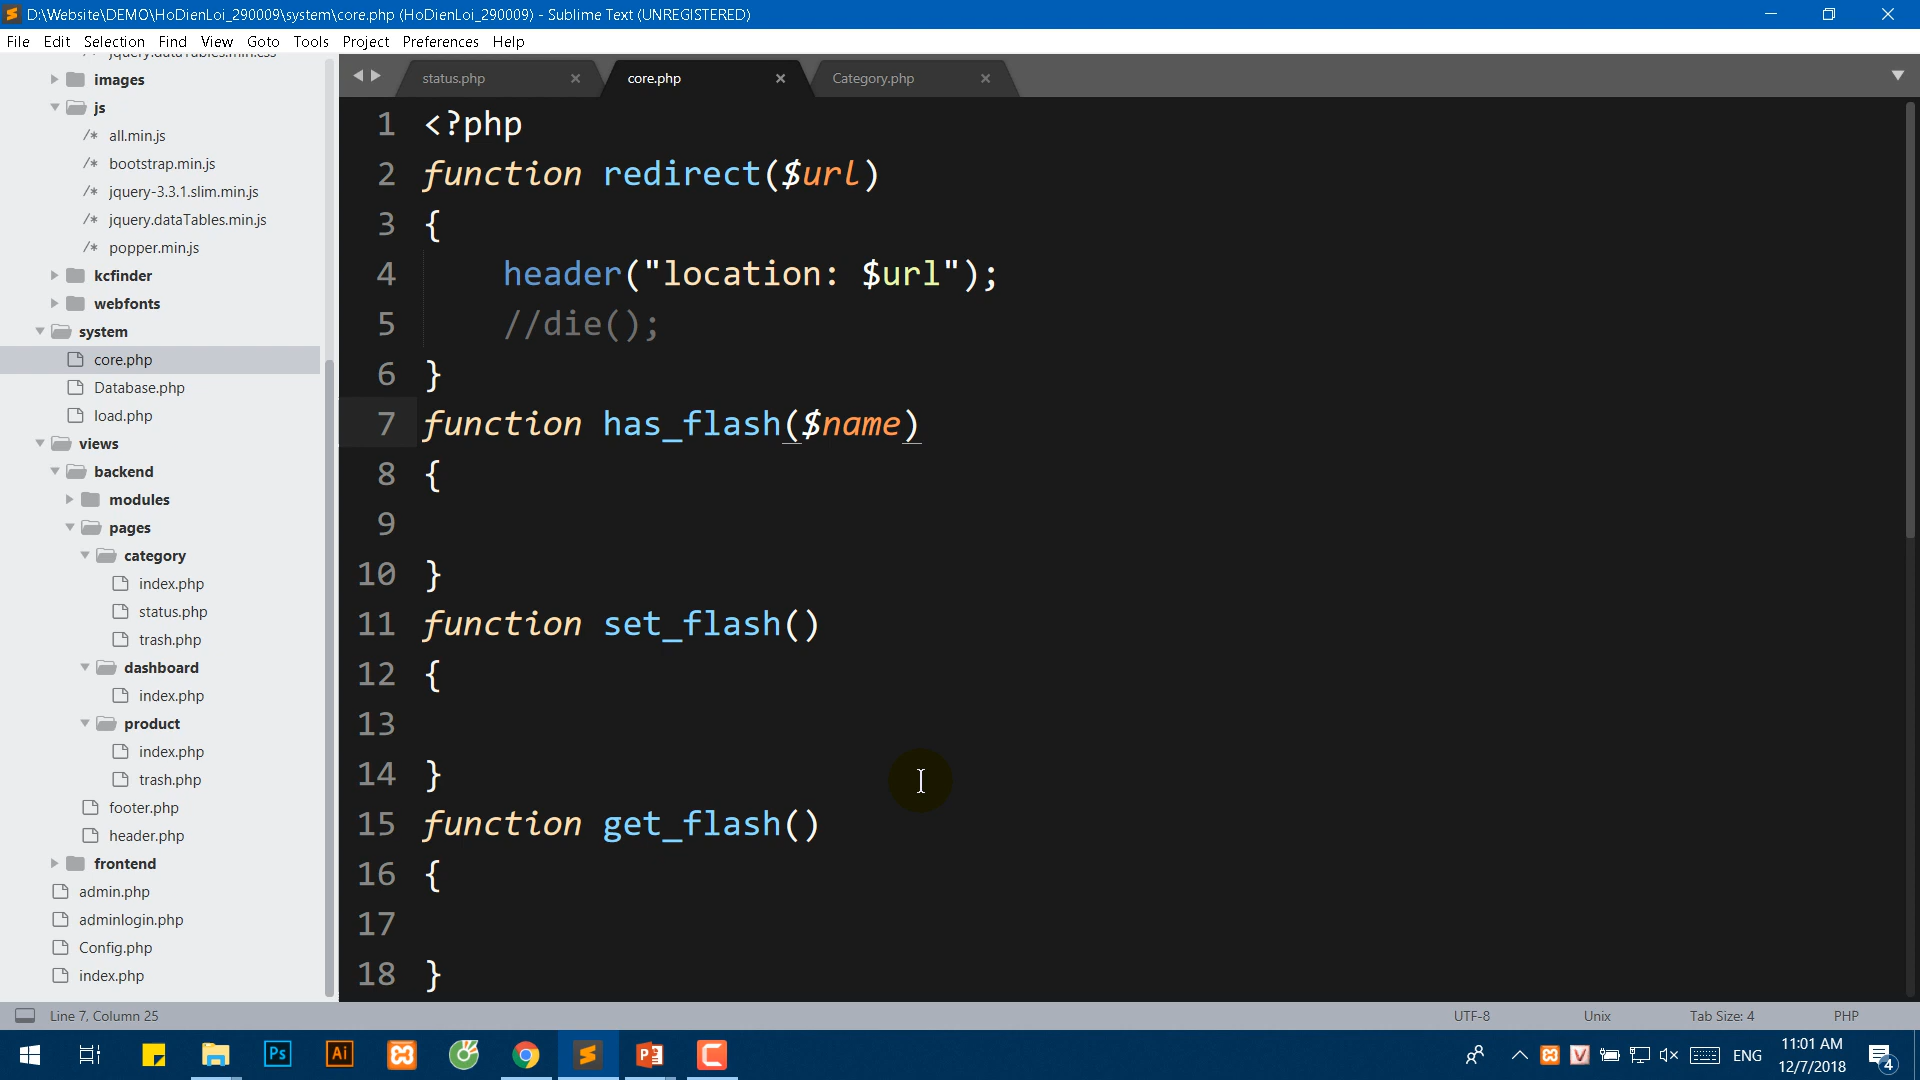 D:\Website\DEMO\HoDienLoi_290009\system\core.php (HoDienLoi_290009) - Sublime Text (UNREGISTERED)
File Edit Selection Find View Goto Tools Project Preferences Help
jquery.dataTables.min.css
images
js
/* all.min.js
/* bootstrap.min.js
/* jquery-3.3.1.slim.min.js
/* jquery.dataTables.min.js
/* popper.min.js
kcfinder
webfonts
system
core.php
Database.php
load.php
views
backend
modules
pages
category
index.php
status.php
trash.php
dashboard
index.php
product
index.php
trash.php
footer.php
header.php
frontend
admin.php
adminlogin.php
Config.php
index.php
status.php core.php Category.php
1 <?php
2 function redirect($url)
3 {
4 header("location: $url");
5 //die();
6 }
7 function has_flash($name)
8 {
9
10 }
11 function set_flash()
12 {
13
14 }
15 function get_flash()
16 {
17
18 }
Line 7, Column 25 UTF-8 Unix Tab Size: 4 PHP
Ps Ai ENG 11:01 AM
12/7/2018 4